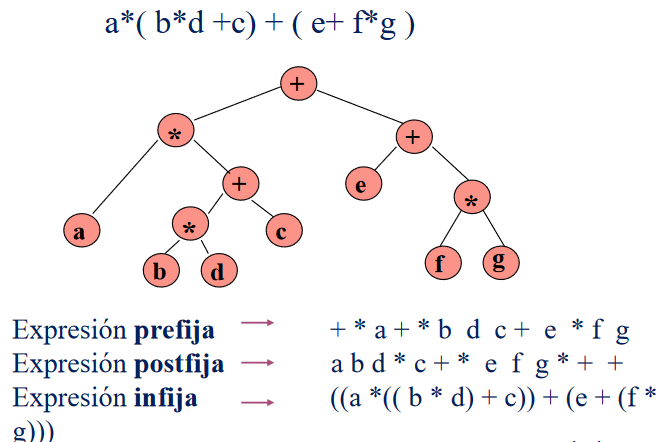 a*( b*d +c) + ( e+ f*g )
+
*
+
+
e
*
a
*
c
b
d
f
g
Expresión prefija + * a + * b d c + e * f g
Expresión postfija a b d * c + * e f g * + +
Expresión infija ((a *(( b * d) + c)) + (e + (f *
g)))